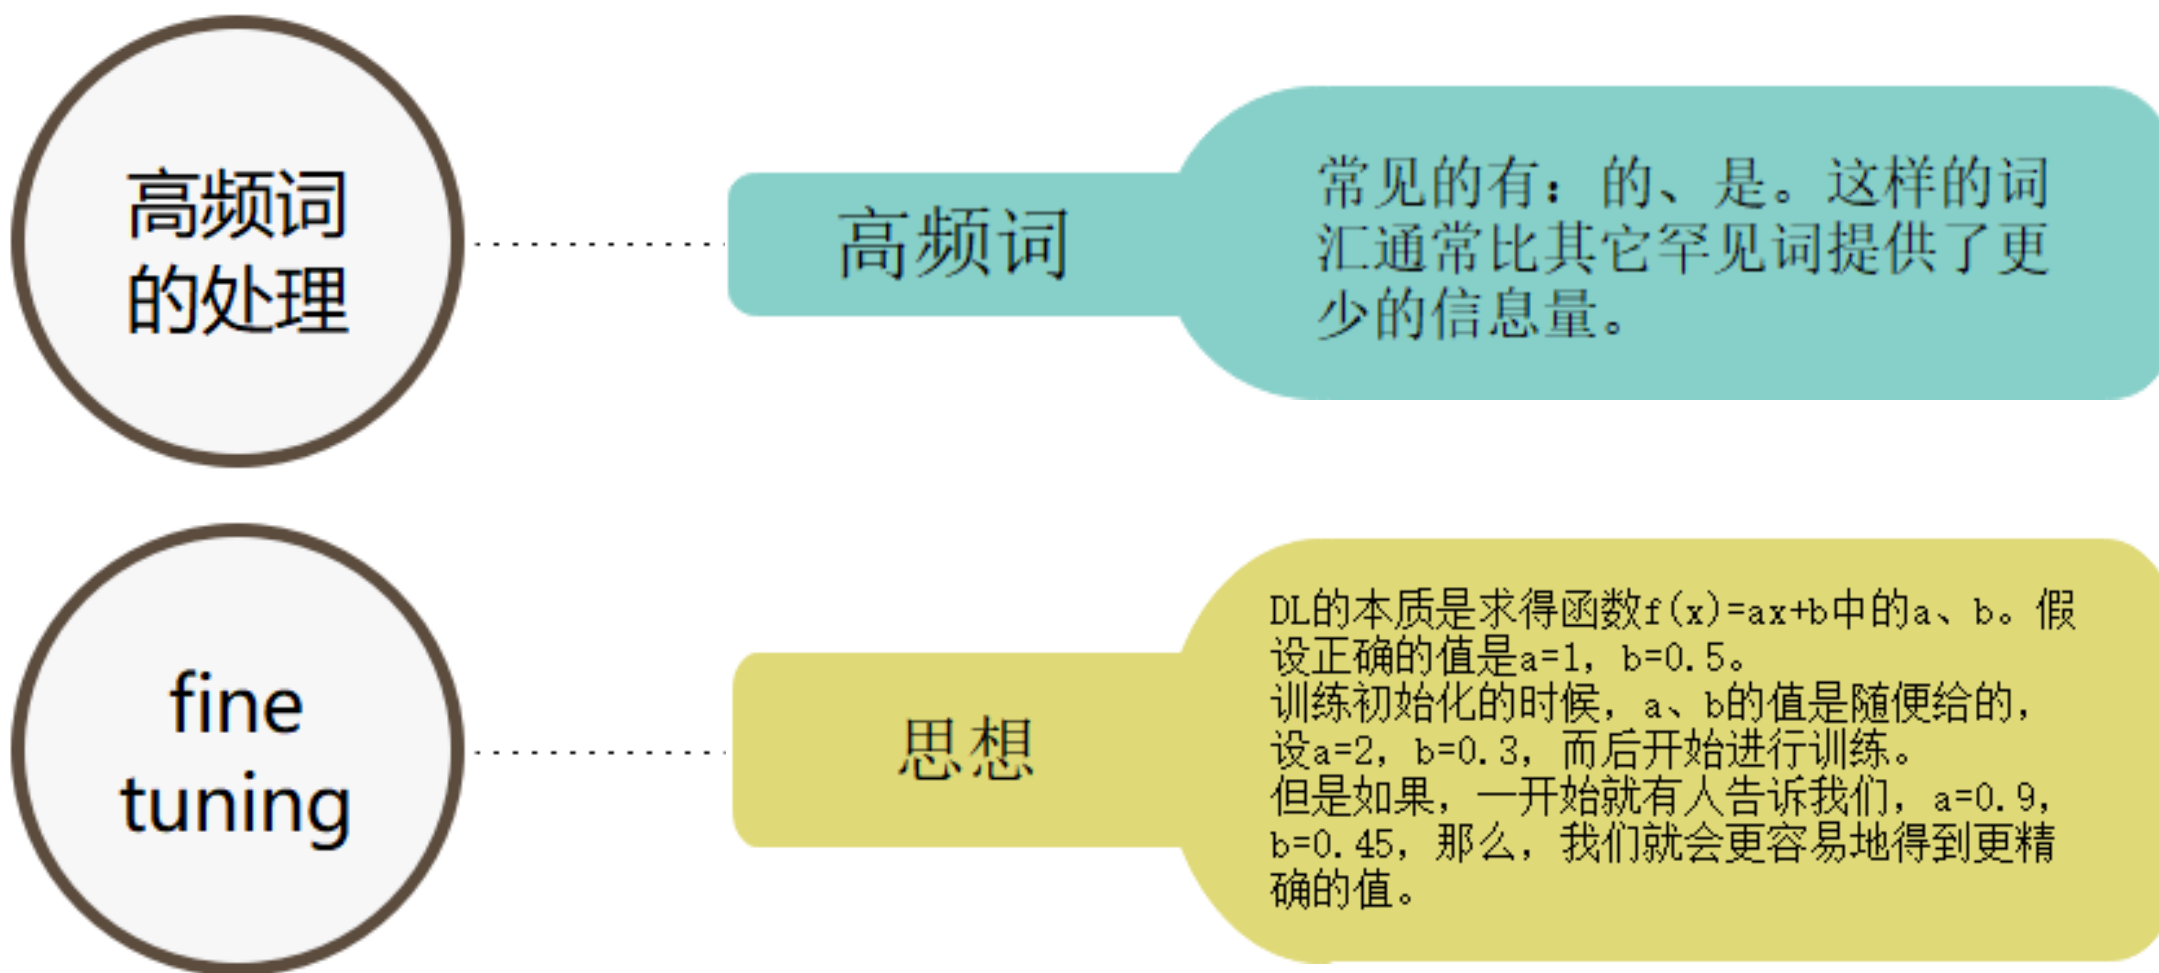 高频词
的处理
高频词
常见的有：的、是。这样的词
汇通常比其它罕见词提供了更
少的信息量。
fine
tuning
思想
DL的本质是求得函数f(x)=ax+b中的a、b。假
设正确的值是a=1，b=0.5。
训练初始化的时候，a、b的值是随便给的，
设a=2，b=0.3，而后开始进行训练。
但是如果，一开始就有人告诉我们，a=0.9，
b=0.45，那么，我们就会更容易地得到更精
确的值。